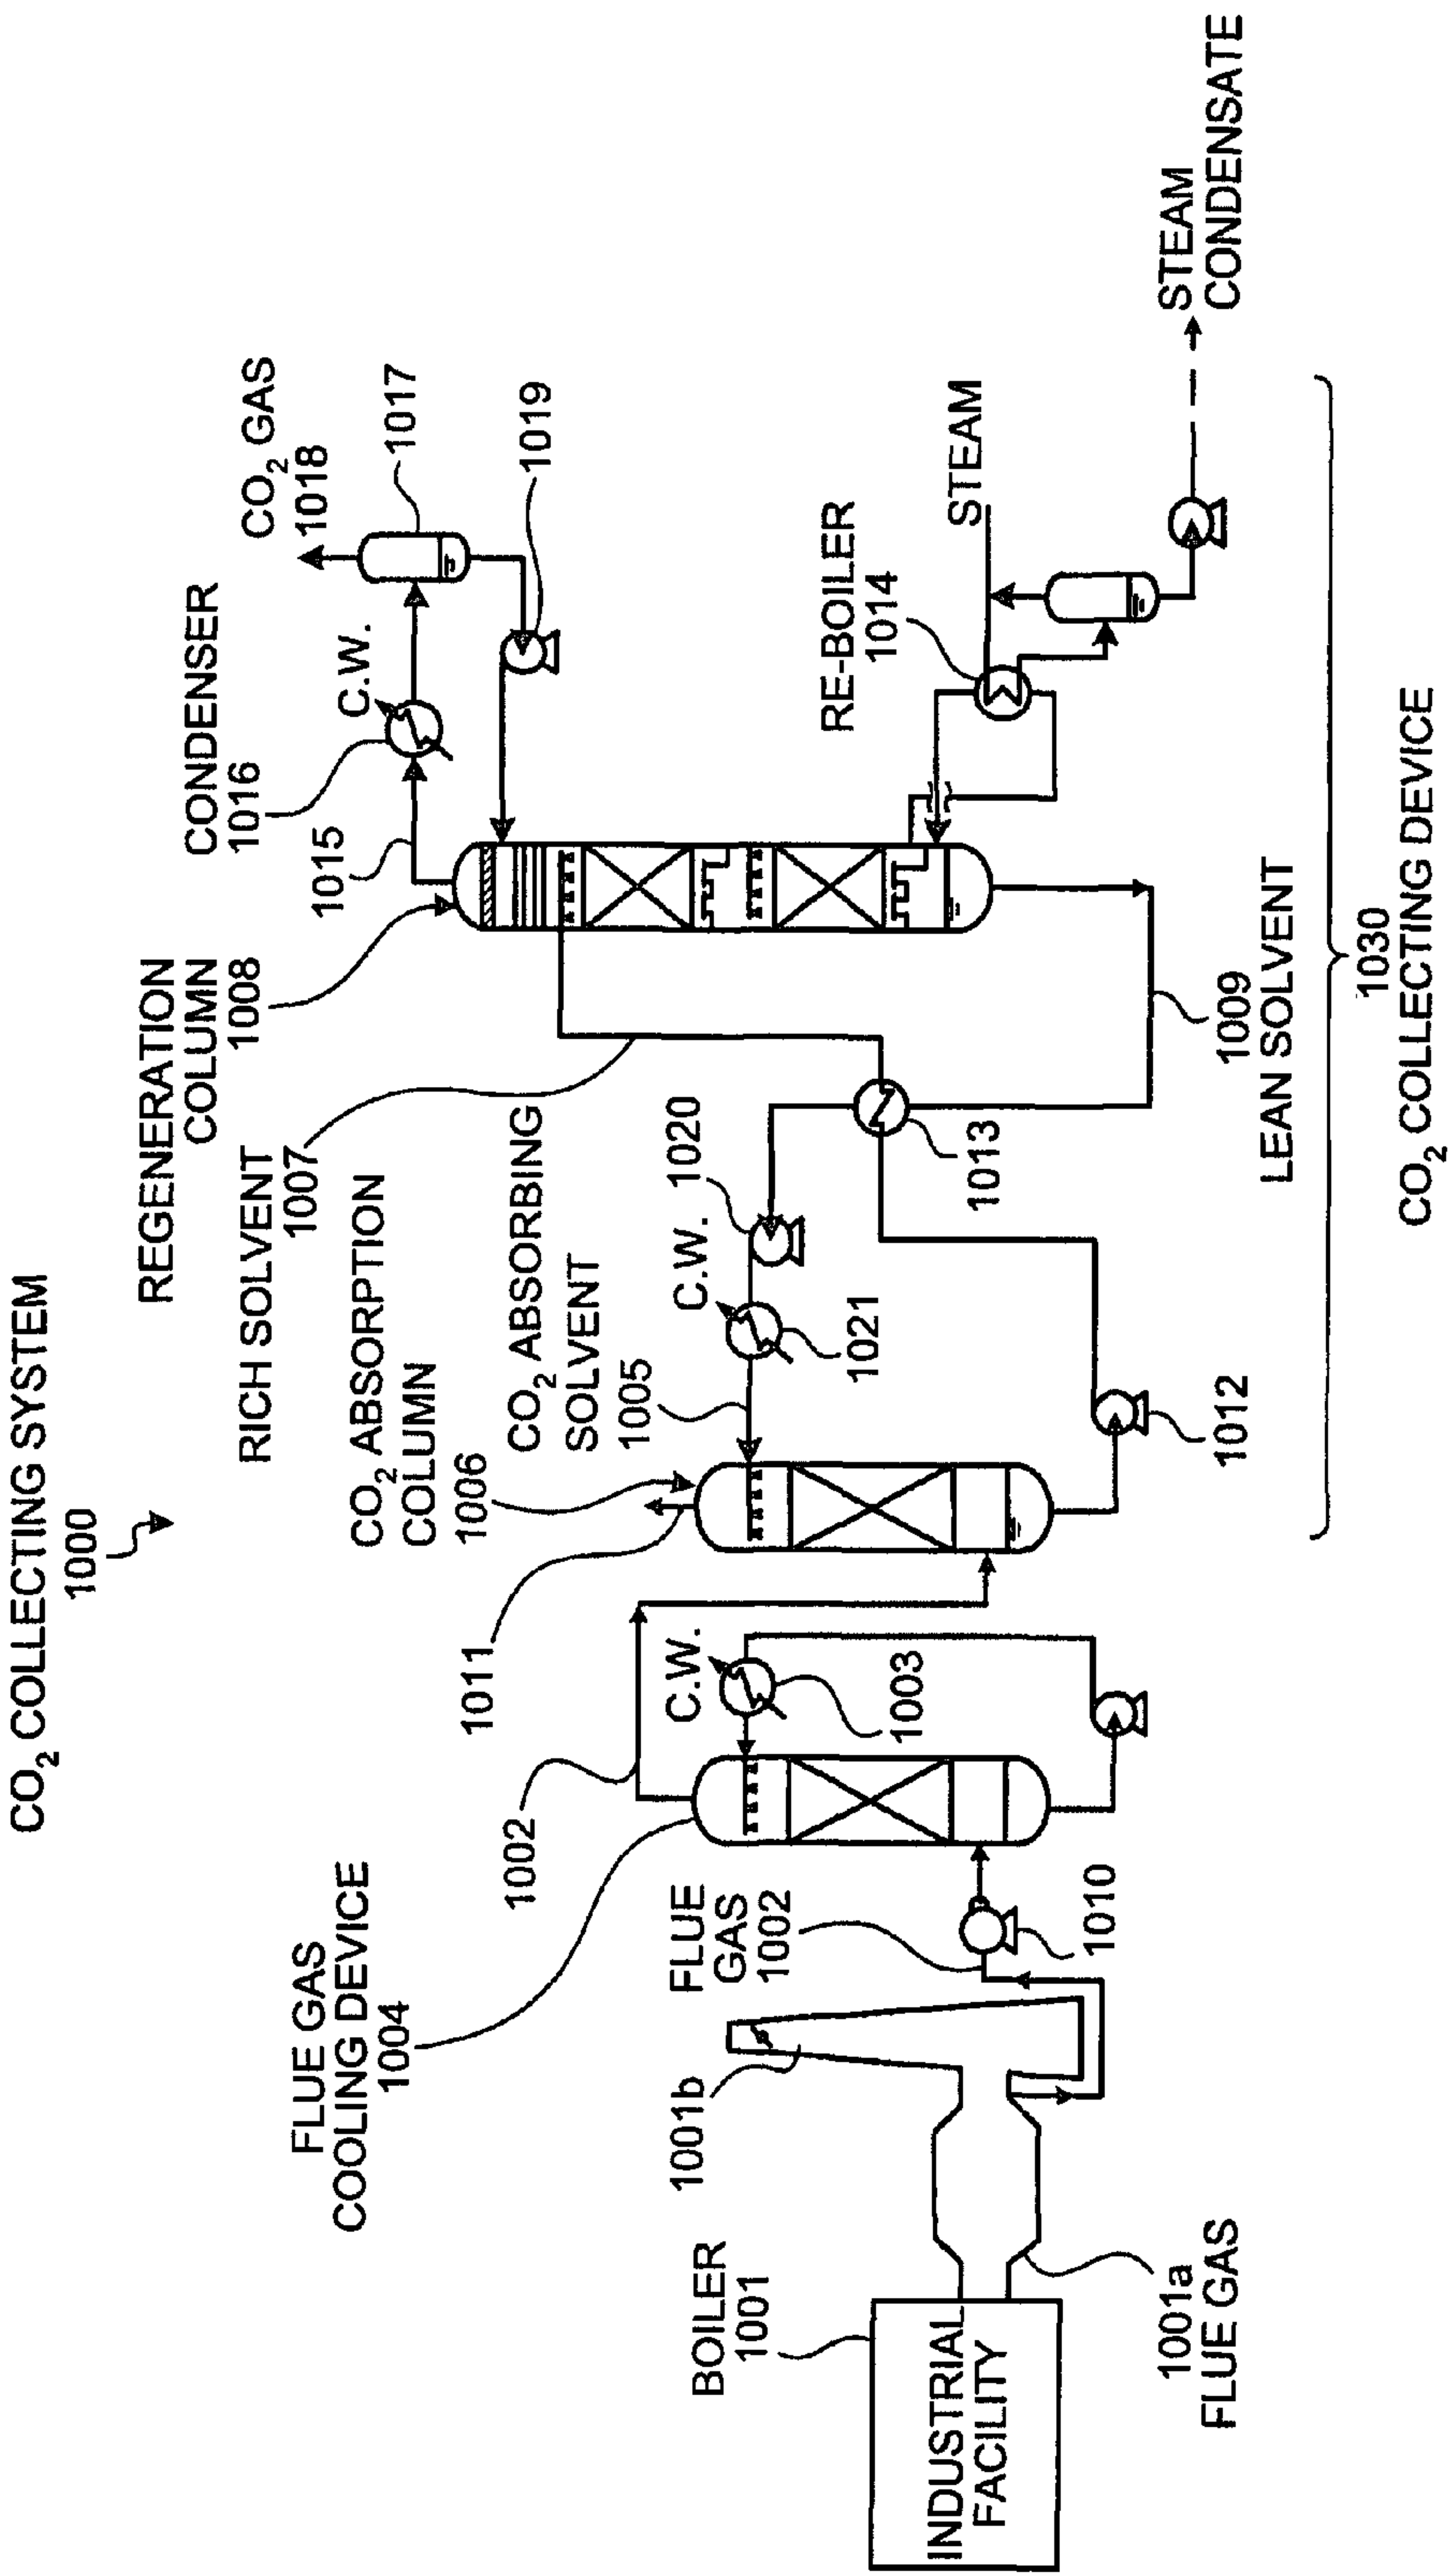 CO₂ COLLECTING SYSTEM
1000
REGENERATION
COLUMN
1008
CONDENSER
1016
CO₂ GAS
1018
1015
C.W.
1017
1019
RICH SOLVENT
1007
CO₂ ABSORPTION
COLUMN
1006
CO₂ ABSORBING
SOLVENT
1005
C.W.
1020
1021
1013
1012
RE-BOILER
1014
STEAM
STEAM
CONDENSATE
1009
LEAN SOLVENT
1030
CO₂ COLLECTING DEVICE
FLUE GAS
COOLING DEVICE
1004
1002
1011
C.W.
1003
FLUE
GAS
1002
1010
1001b
BOILER
1001
INDUSTRIAL
FACILITY
1001a
FLUE GAS